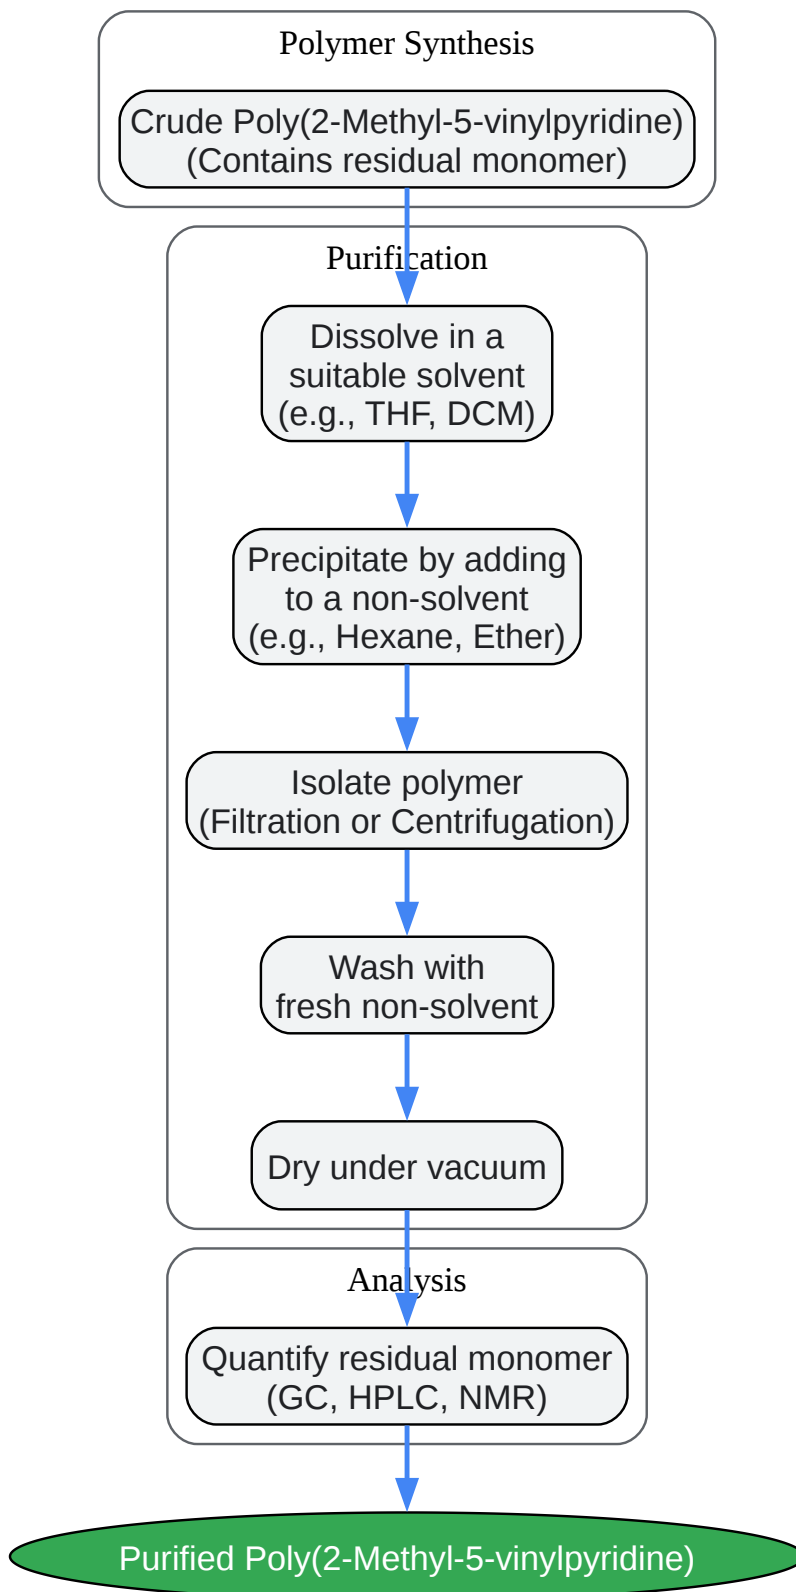 Polymer Synthesis
Crude Poly(2-Methyl-5-vinylpyridine)
(Contains residual monomer)
Purification
Dissolve in a
suitable solvent
(e.g., THF, DCM)
Precipitate by adding
to a non-solvent
(e.g., Hexane, Ether)
Isolate polymer
(Filtration or Centrifugation)
Wash with
fresh non-solvent
Dry under vacuum
Analysis
Quantify residual monomer
(GC, HPLC, NMR)
Purified Poly(2-Methyl-5-vinylpyridine)